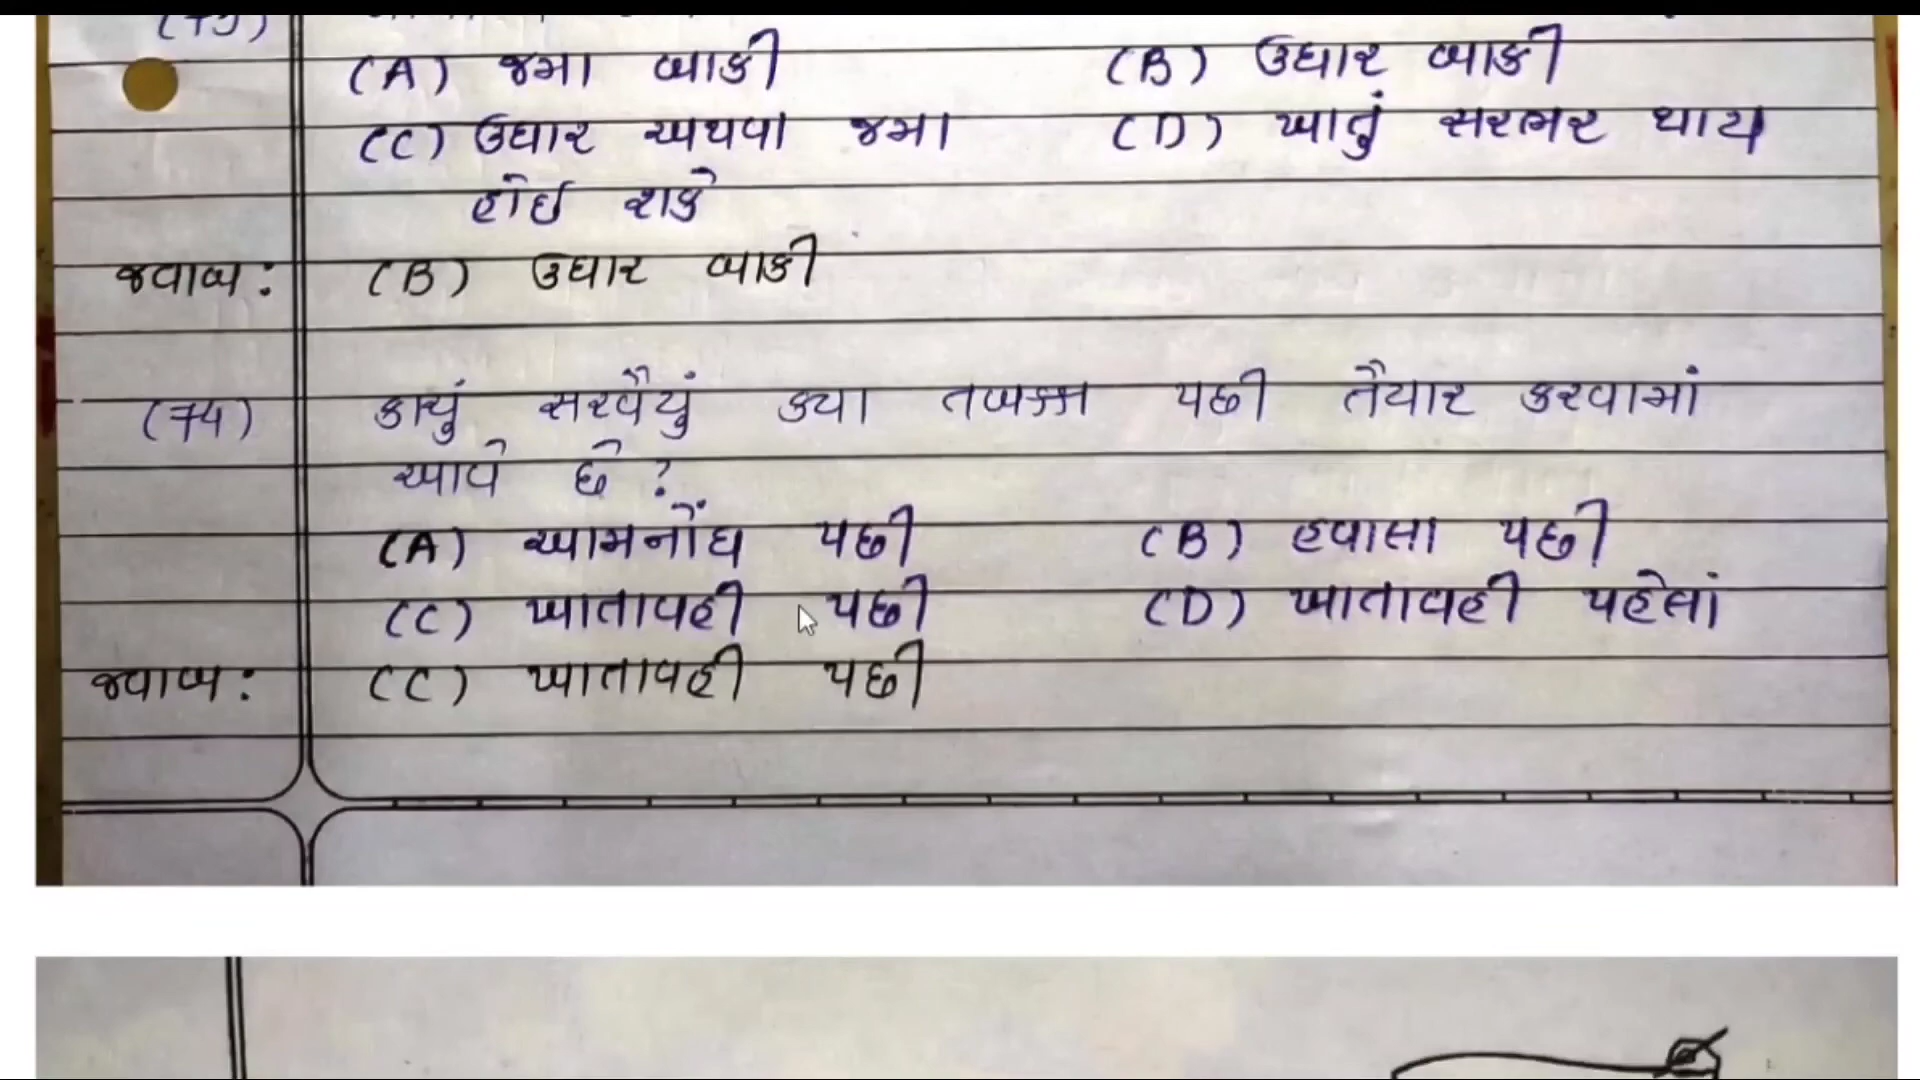 (73)
(A) જમા બાકી (B) ઉધાર બાકી
(C) ઉધાર અથવા જમા (D) ખાતું સરભર થાય
હોઈ શકે
જવાબ: (B) ઉધાર બાકી
(74) કાચું સરવૈયું ક્યા તબક્કા પછી તૈયાર કરવામાં
આવે છે ?
(A) આમનોંધ પછી (B) હવાલા પછી
(C) ખાતાવહી પછી (D) ખાતાવહી પહેલાં
જવાબ: (C) ખાતાવહી પછી